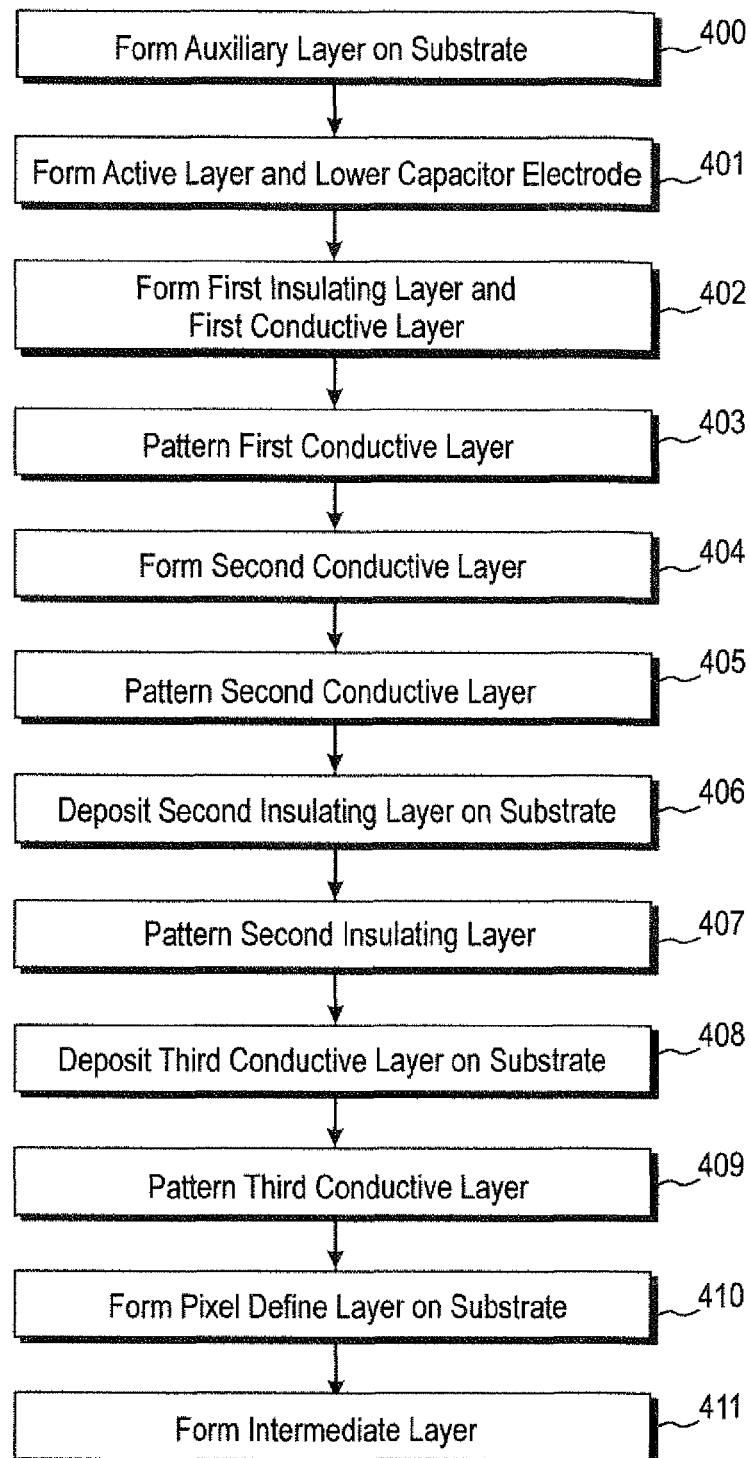 Form Auxiliary Layer on Substrate
400
Form Active Layer and Lower Capacitor Electrode
401
Form First Insulating Layer and
First Conductive Layer
402
Pattern First Conductive Layer
403
Form Second Conductive Layer
404
Pattern Second Conductive Layer
405
Deposit Second Insulating Layer on Substrate
406
Pattern Second Insulating Layer
407
Deposit Third Conductive Layer on Substrate
408
Pattern Third Conductive Layer
409
Form Pixel Define Layer on Substrate
410
Form Intermediate Layer
411